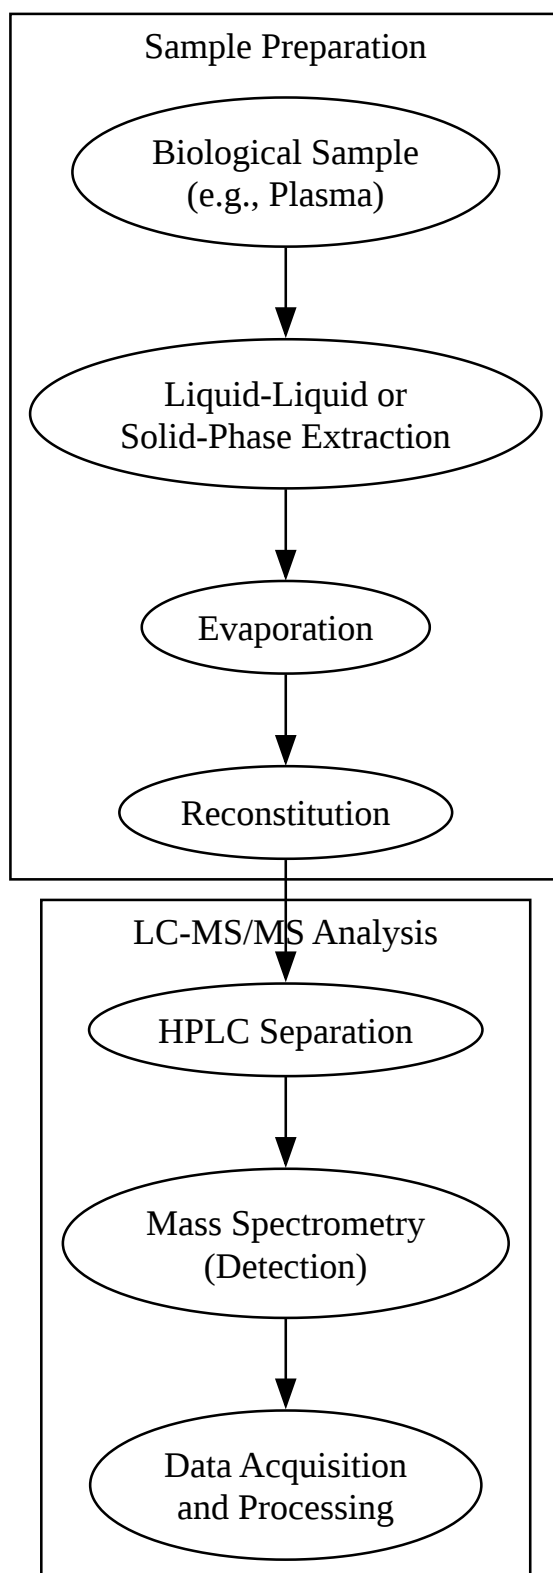 Sample Preparation
Biological Sample
(e.g., Plasma)
Liquid-Liquid or
Solid-Phase Extraction
Evaporation
Reconstitution
LC-MS/MS Analysis
HPLC Separation
Mass Spectrometry
(Detection)
Data Acquisition
and Processing